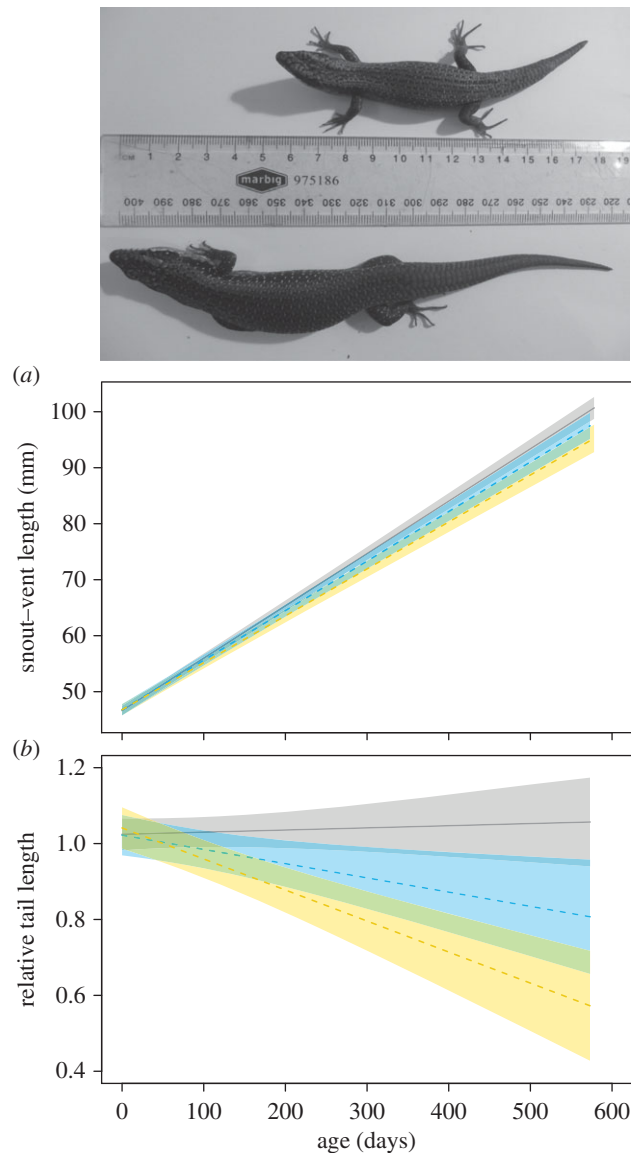 CM 1 2 3 4 5 6 7 8 9 10 11 12 13 14 15 16 17 18 19
marbig 975186
400 390 380 370 360 350 340 330 320 310 300 290 280 270 260 250 240 230 220
(a)
100
90
80
70
60
50
snout–vent length (mm)
(b)
1.2
1.0
0.8
0.6
0.4
relative tail length
0 100 200 300 400 500 600
age (days)